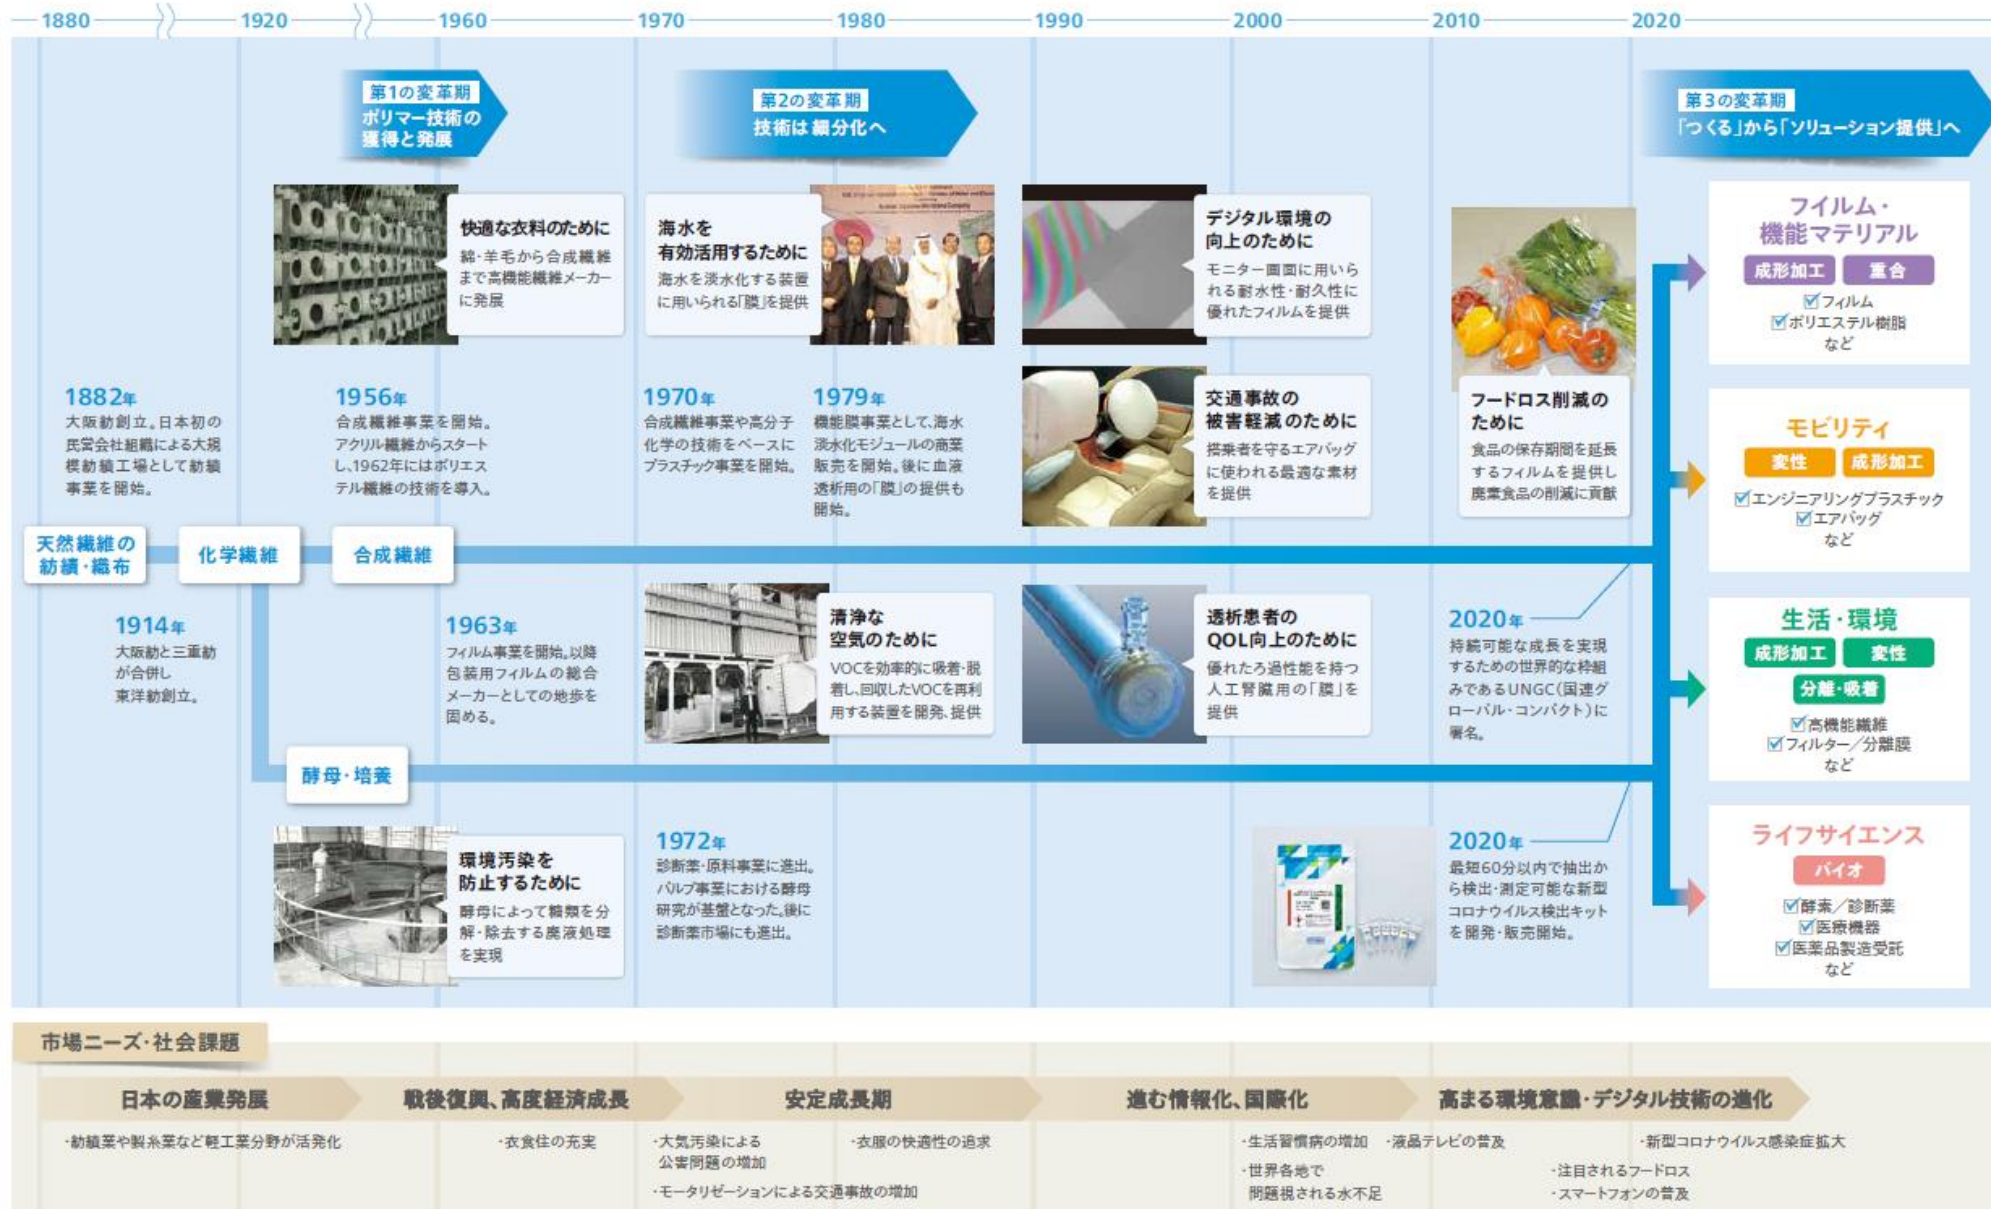 1880
1920
1960
1970
1980
1990
2000
2010
2020
第1の変革期
ポリマー技術の
獲得と発展
第2の変革期
技術は細分化へ
第3の変革期
「つくる」から「ソリューション提供」へ
快適な衣料のために
綿・羊毛から合成繊維
まで高機能繊維メーカー
に発展
海水を
有効活用するために
海水を淡水化する装置
に用いられる「膜」を提供
デジタル環境の
向上のために
モニター画面に用いら
れる耐水性・耐久性に
優れたフィルムを提供
交通事故の
被害軽減のために
搭乗者を守るエアバッグ
に使われる最適な素材
を提供
フードロス削減の
ために
食品の保存期間を延長
するフィルムを提供し
廃棄食品の削減に貢献
1882年
大阪紡創立。日本初の
民営会社組織による大規
模紡績工場として紡績
事業を開始。
1956年
合成繊維事業を開始。
アクリル繊維からスタート
し、1962年にはポリエス
テル繊維の技術を導入。
1970年
合成繊維事業や高分子
化学の技術をベースに
プラスチック事業を開始。
1979年
機能膜事業として、海水
淡水化モジュールの商業
販売を開始。後に血液
透析用の「膜」の提供も
開始。
天然繊維の
紡績・織布
化学繊維
合成繊維
1914年
大阪紡と三重紡
が合併し
東洋紡創立。
1963年
フィルム事業を開始。以降
包装用フィルムの総合
メーカーとしての地歩を
固める。
清浄な
空気のために
VOCを効率的に吸着・脱
着し、回収したVOCを再利
用する装置を開発、提供
透析患者の
QOL向上のために
優れたろ過性能を持つ
人工腎臓用の「膜」を
提供
2020年
持続可能な成長を実現
するための世界的な枠組
みであるUNGC(国連グ
ローバル・コンパクト)に
署名。
酵母・培養
環境汚染を
防止するために
酵母によって糖類を分
解・除去する廃液処理
を実現
1972年
診断薬・原料事業に進出。
パルプ事業における酵母
研究が基盤となった。後に
診断薬市場にも進出。
2020年
最短60分以内で抽出か
ら検出・測定可能な新型
コロナウイルス検出キット
を開発・販売開始。
フイルム・
機能マテリアル
成形加工 重合
フィルム
ポリエステル樹脂
など
モビリティ
変性 成形加工
エンジニアリングプラスチック
エアバッグ
など
生活・環境
成形加工 変性
分離・吸着
高機能繊維
フィルター／分離膜
など
ライフサイエンス
バイオ
酵素／診断薬
医療機器
医薬品製造受託
など
市場ニーズ・社会課題
日本の産業発展
戦後復興、高度経済成長
安定成長期
進む情報化、国際化
高まる環境意識・デジタル技術の進化
・紡績業や製糸業など軽工業分野が活発化
・衣食住の充実
・大気汚染による
公害問題の増加
・衣服の快適性の追求
・モータリゼーションによる交通事故の増加
・生活習慣病の増加
・液晶テレビの普及
・世界各地で
問題視される水不足
・新型コロナウイルス感染症拡大
・注目されるフードロス
・スマートフォンの普及